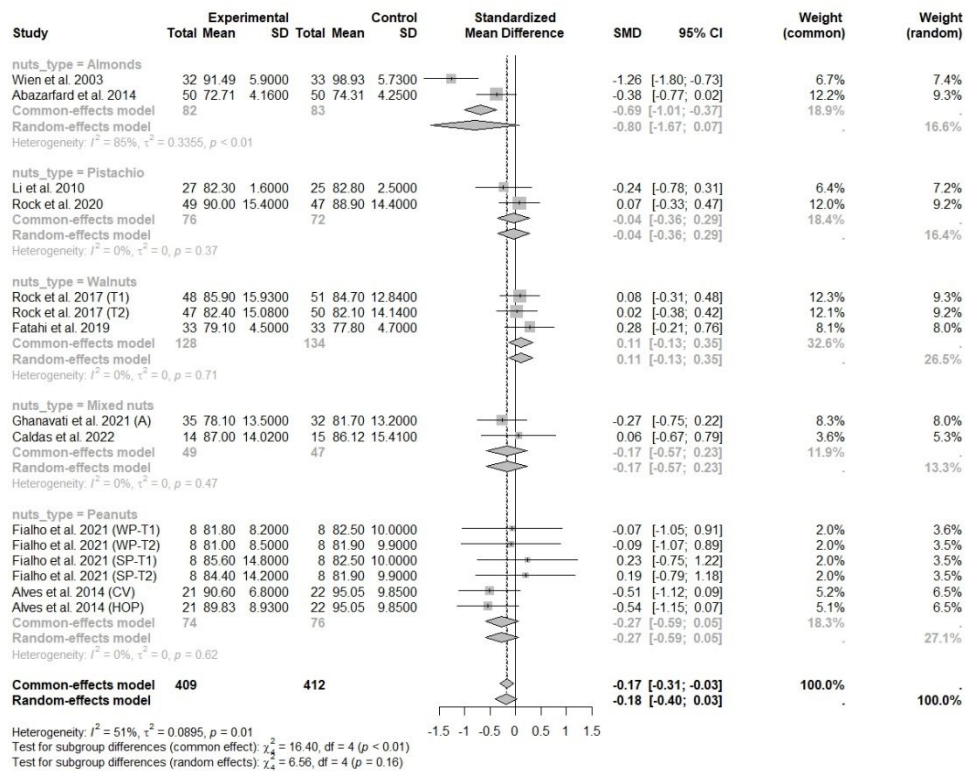 Experimental Control Standardized Weight Weight
Study Total Mean SD Total Mean SD Mean Difference SMD 95% CI (common) (random)
nuts_type = Almonds
Wien et al. 2003 32 91.49 5.9000 33 98.93 5.7300 -1.26 [-1.80; -0.73] 6.7% 7.4%
Abazarfard et al. 2014 50 72.71 4.1600 50 74.31 4.2500 -0.38 [-0.77; 0.02] 12.2% 9.3%
Common-effects model 82 83 -0.69 [-1.01; -0.37] 18.9% .
Random-effects model -0.80 [-1.67; 0.07] . 16.6%
Heterogeneity: I² = 85%, τ² = 0.3355, p < 0.01
nuts_type = Pistachio
Li et al. 2010 27 82.30 1.6000 25 82.80 2.5000 -0.24 [-0.78; 0.31] 6.4% 7.2%
Rock et al. 2020 49 90.00 15.4000 47 88.90 14.4000 0.07 [-0.33; 0.47] 12.0% 9.2%
Common-effects model 76 72 -0.04 [-0.36; 0.29] 18.4% .
Random-effects model -0.04 [-0.36; 0.29] . 16.4%
Heterogeneity: I² = 0%, τ² = 0, p = 0.37
nuts_type = Walnuts
Rock et al. 2017 (T1) 48 85.90 15.9300 51 84.70 12.8400 0.08 [-0.31; 0.48] 12.3% 9.3%
Rock et al. 2017 (T2) 47 82.40 15.0800 50 82.10 14.1400 0.02 [-0.38; 0.42] 12.1% 9.2%
Fatahi et al. 2019 33 79.10 4.5000 33 77.80 4.7000 0.28 [-0.21; 0.76] 8.1% 8.0%
Common-effects model 128 134 0.11 [-0.13; 0.35] 32.6% .
Random-effects model 0.11 [-0.13; 0.35] . 26.5%
Heterogeneity: I² = 0%, τ² = 0, p = 0.71
nuts_type = Mixed nuts
Ghanavati et al. 2021 (A) 35 78.10 13.5000 32 81.70 13.2000 -0.27 [-0.75; 0.22] 8.3% 8.0%
Caldas et al. 2022 14 87.00 14.0200 15 86.12 15.4100 0.06 [-0.67; 0.79] 3.6% 5.3%
Common-effects model 49 47 -0.17 [-0.57; 0.23] 11.9% .
Random-effects model -0.17 [-0.57; 0.23] . 13.3%
Heterogeneity: I² = 0%, τ² = 0, p = 0.47
nuts_type = Peanuts
Fialho et al. 2021 (WP-T1) 8 81.80 8.2000 8 82.50 10.0000 -0.07 [-1.05; 0.91] 2.0% 3.6%
Fialho et al. 2021 (WP-T2) 8 81.00 8.5000 8 81.90 9.9000 -0.09 [-1.07; 0.89] 2.0% 3.5%
Fialho et al. 2021 (SP-T1) 8 85.60 14.8000 8 82.50 10.0000 0.23 [-0.75; 1.22] 2.0% 3.5%
Fialho et al. 2021 (SP-T2) 8 84.40 14.2000 8 81.90 9.9000 0.19 [-0.79; 1.18] 2.0% 3.5%
Alves et al. 2014 (CV) 21 90.60 6.8000 22 95.05 9.8500 -0.51 [-1.12; 0.09] 5.2% 6.5%
Alves et al. 2014 (HOP) 21 89.83 8.9300 22 95.05 9.8500 -0.54 [-1.15; 0.07] 5.1% 6.5%
Common-effects model 74 76 -0.27 [-0.59; 0.05] 18.3% .
Random-effects model -0.27 [-0.59; 0.05] . 27.1%
Heterogeneity: I² = 0%, τ² = 0, p = 0.62
Common-effects model 409 412 -0.17 [-0.31; -0.03] 100.0% .
Random-effects model -0.18 [-0.40; 0.03] . 100.0%
Heterogeneity: I² = 51%, τ² = 0.0895, p = 0.01 -1.5 -1 -0.5 0 0.5 1 1.5
Test for subgroup differences (common effect): χ²₄ = 16.40, df = 4 (p < 0.01)
Test for subgroup differences (random effects): χ²₄ = 6.56, df = 4 (p = 0.16)